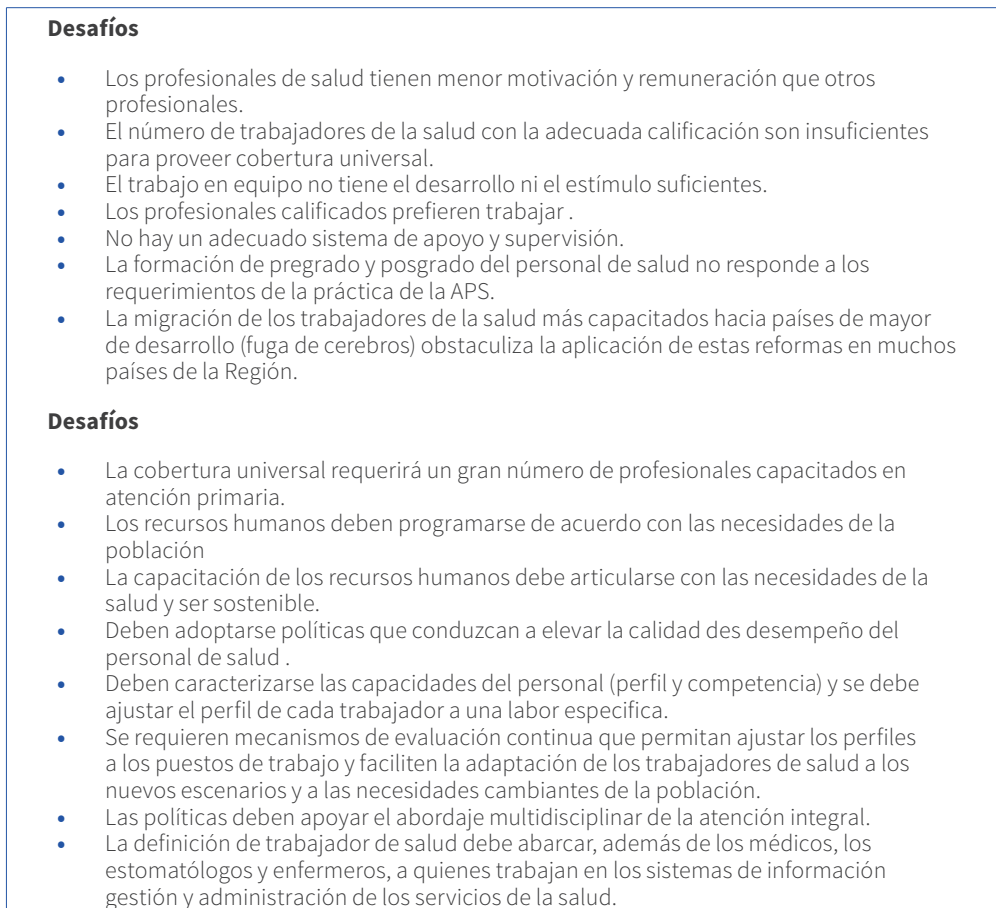 Desafíos
• Los profesionales de salud tienen menor motivación y remuneración que otros
profesionales.
• El número de trabajadores de la salud con la adecuada calificación son insuficientes
para proveer cobertura universal.
• El trabajo en equipo no tiene el desarrollo ni el estímulo suficientes.
• Los profesionales calificados prefieren trabajar .
• No hay un adecuado sistema de apoyo y supervisión.
• La formación de pregrado y posgrado del personal de salud no responde a los
requerimientos de la práctica de la APS.
• La migración de los trabajadores de la salud más capacitados hacia países de mayor
de desarrollo (fuga de cerebros) obstaculiza la aplicación de estas reformas en muchos
países de la Región.
Desafíos
• La cobertura universal requerirá un gran número de profesionales capacitados en
atención primaria.
• Los recursos humanos deben programarse de acuerdo con las necesidades de la
población
• La capacitación de los recursos humanos debe articularse con las necesidades de la
salud y ser sostenible.
• Deben adoptarse políticas que conduzcan a elevar la calidad des desempeño del
personal de salud .
• Deben caracterizarse las capacidades del personal (perfil y competencia) y se debe
ajustar el perfil de cada trabajador a una labor especifica.
• Se requieren mecanismos de evaluación continua que permitan ajustar los perfiles
a los puestos de trabajo y faciliten la adaptación de los trabajadores de salud a los
nuevos escenarios y a las necesidades cambiantes de la población.
• Las políticas deben apoyar el abordaje multidisciplinar de la atención integral.
• La definición de trabajador de salud debe abarcar, además de los médicos, los
estomatólogos y enfermeros, a quienes trabajan en los sistemas de información
gestión y administración de los servicios de la salud.